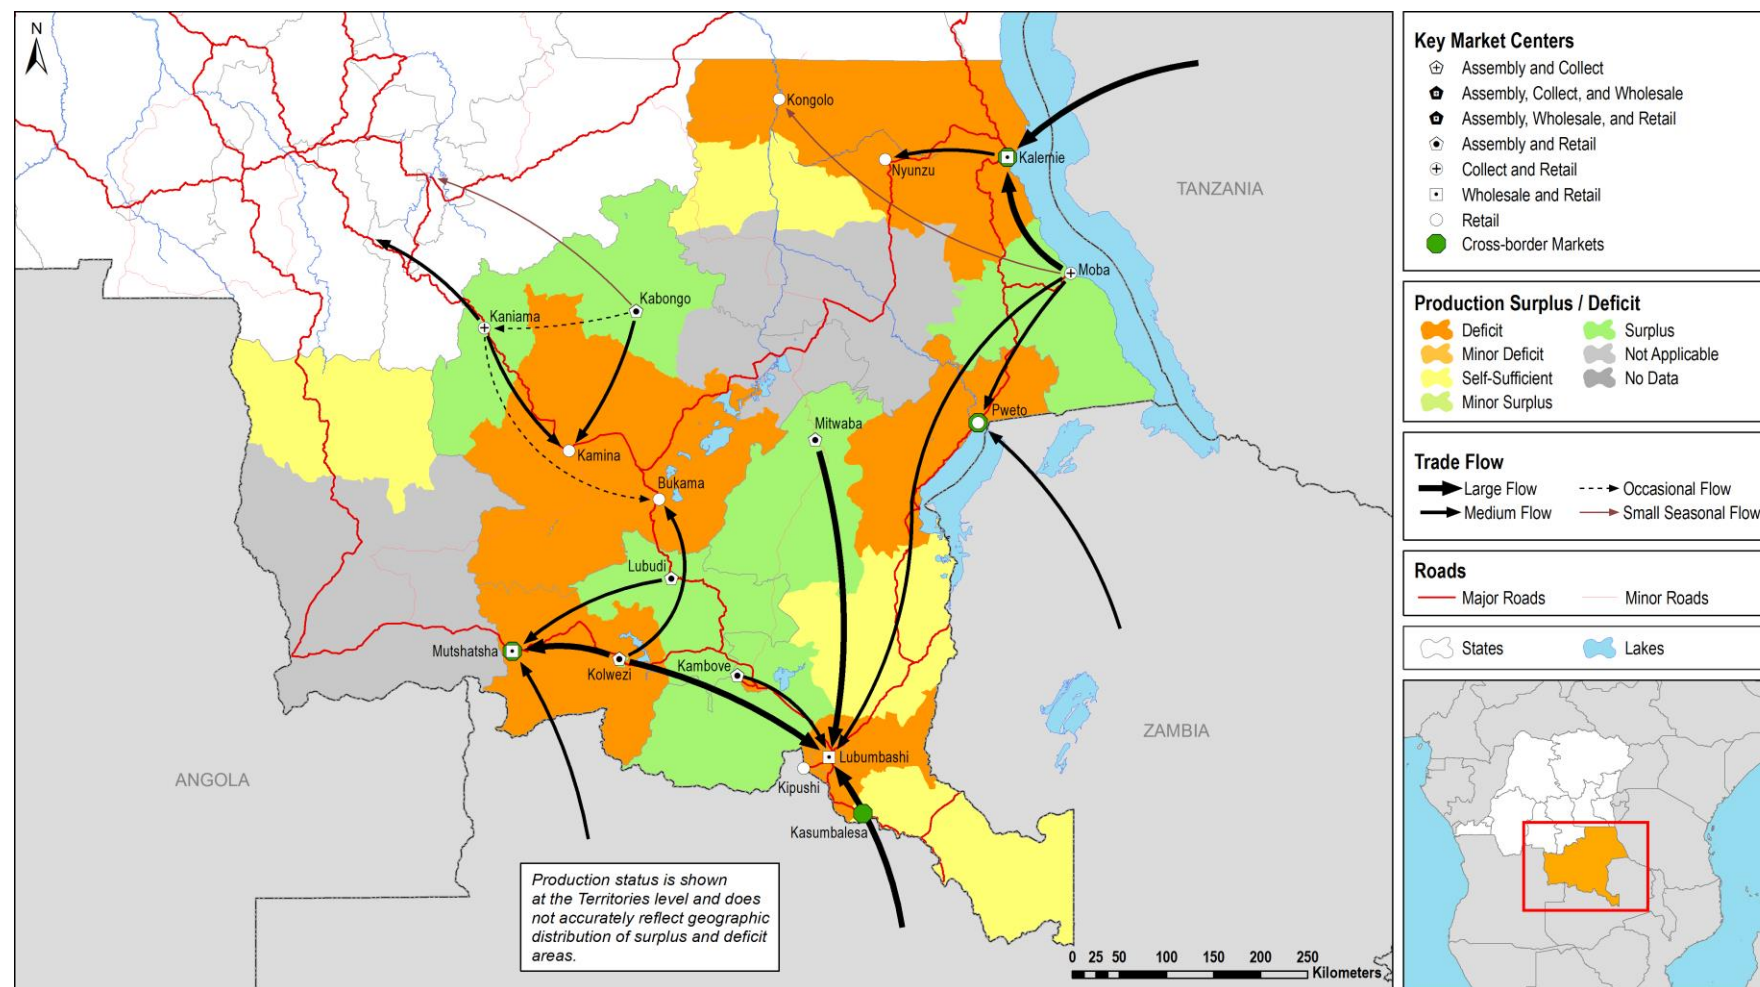 N
Kongolo
Nyunzu
Kalemie
TANZANIA
Moba
Kabongo
Kaniama
Pweto
Mitwaba
Kamina
Bukama
Lubudi
Mutshatsha
Kolwezi
Kambove
ZAMBIA
Lubumbashi
ANGOLA
Kipushi
Kasumbalesa
Production status is shown
at the Territories level and does
not accurately reflect geographic
distribution of surplus and deficit
areas.
0 25 50 100 150 200 250
Kilometers
Key Market Centers
Assembly and Collect
Assembly, Collect, and Wholesale
Assembly, Wholesale, and Retail
Assembly and Retail
Collect and Retail
Wholesale and Retail
Retail
Cross-border Markets
Production Surplus / Deficit
Deficit Surplus
Minor Deficit Not Applicable
Self-Sufficient No Data
Minor Surplus
Trade Flow
Large Flow Occasional Flow
Medium Flow Small Seasonal Flow
Roads
Major Roads Minor Roads
States Lakes